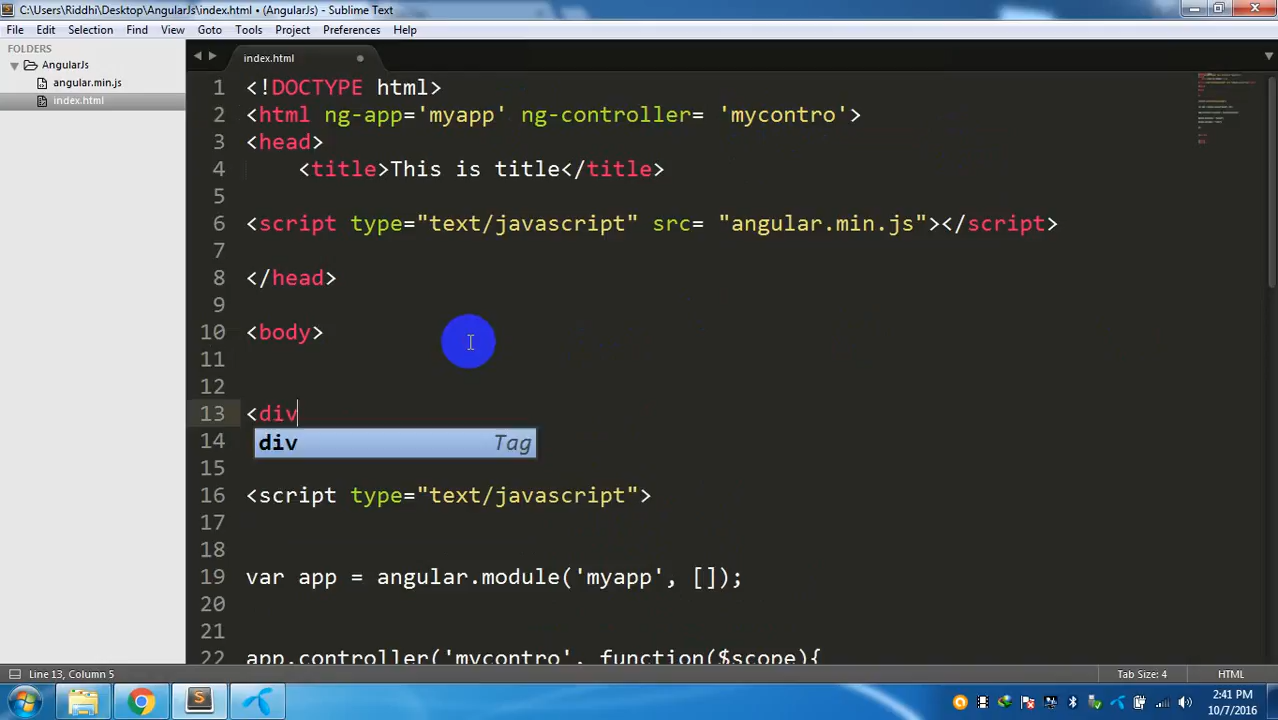 C:\Users\Riddhi\Desktop\AngularJs\index.html • (AngularJs) - Sublime Text
File Edit Selection Find View Goto Tools Project Preferences Help
FOLDERS
AngularJs
angular.min.js
index.html
index.html
1 <!DOCTYPE html>
2 <html ng-app='myapp' ng-controller= 'mycontro'>
3 <head>
4 <title>This is title</title>
5
6 <script type="text/javascript" src= "angular.min.js"></script>
7
8 </head>
9
10 <body>
11
12
13 <div
div Tag
14
15
16 <script type="text/javascript">
17
18
19 var app = angular.module('myapp', []);
20
21
22 app.controller('mycontro', function($scope){
Line 13, Column 5 Tab Size: 4 HTML
2:41 PM
10/7/2016